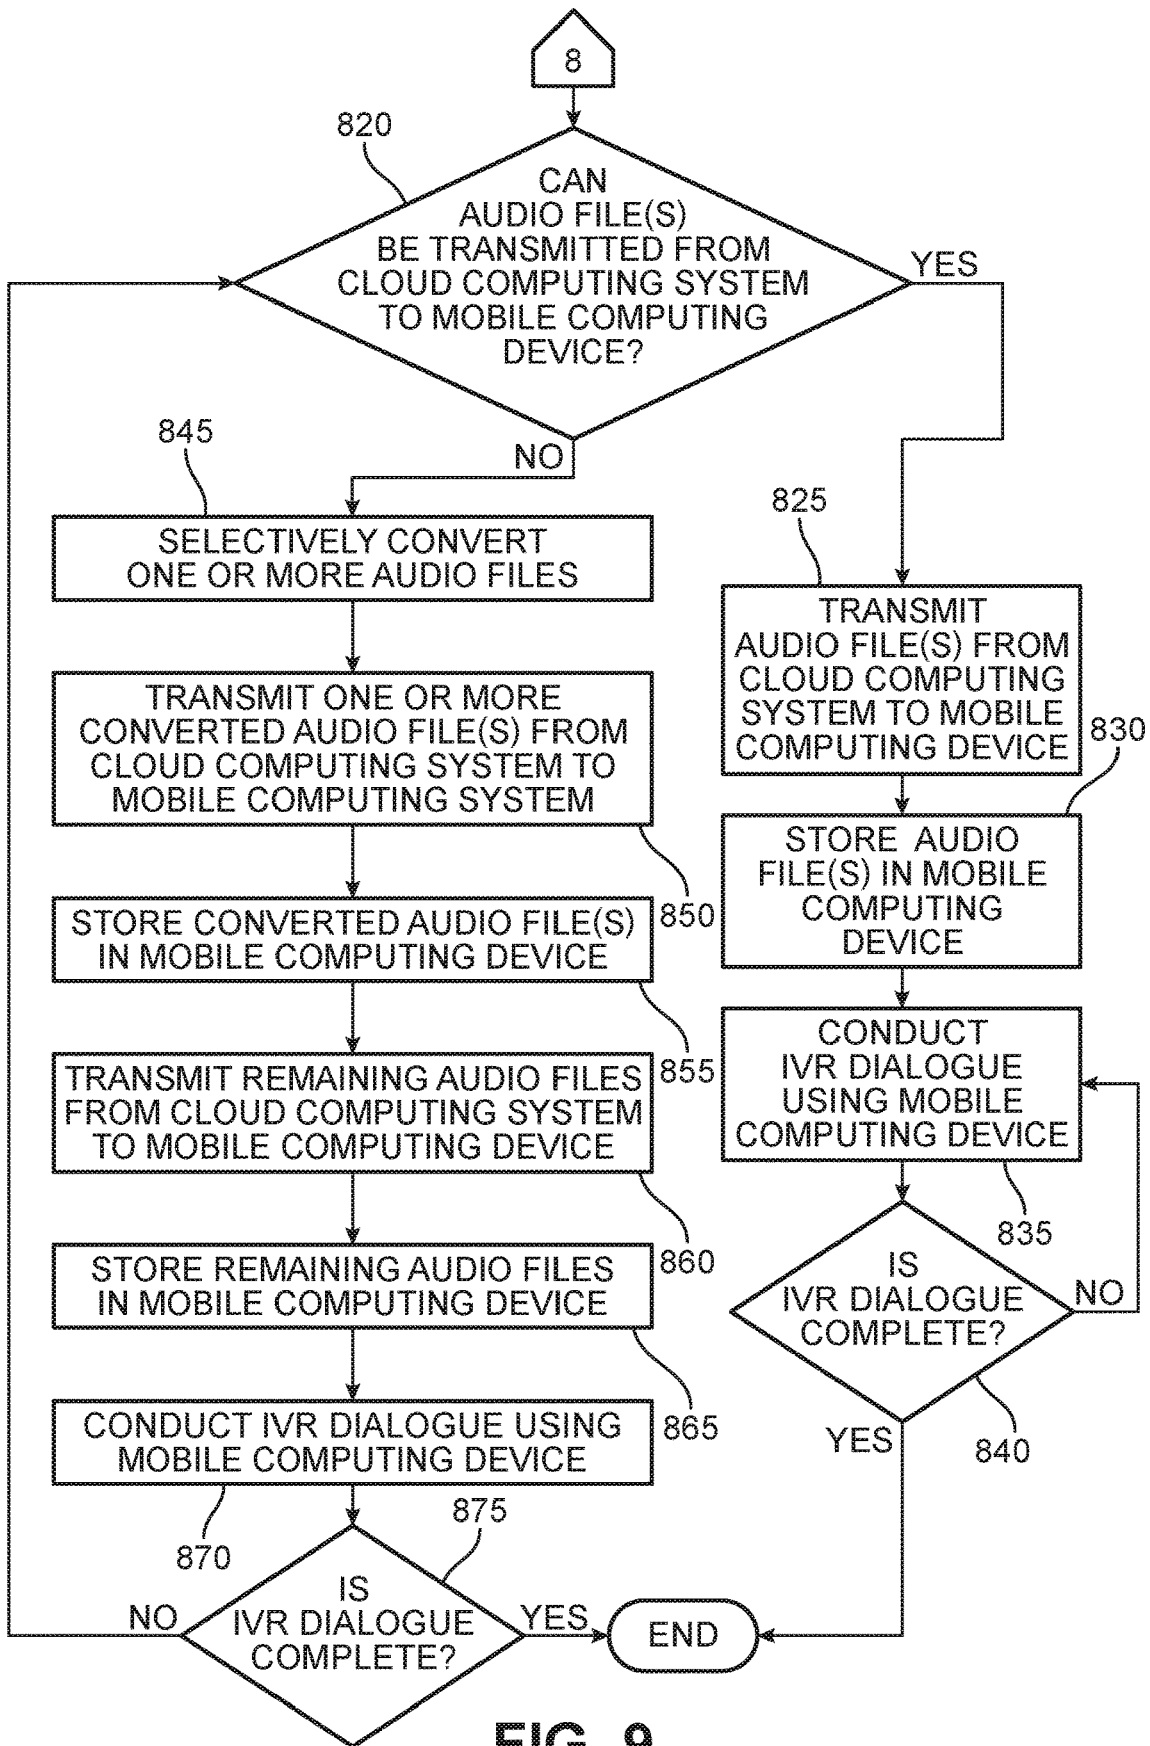 8
820
CAN
AUDIO FILE(S)
BE TRANSMITTED FROM
CLOUD COMPUTING SYSTEM
TO MOBILE COMPUTING
DEVICE?
YES
NO
845
SELECTIVELY CONVERT
ONE OR MORE AUDIO FILES
TRANSMIT ONE OR MORE
CONVERTED AUDIO FILE(S) FROM
CLOUD COMPUTING SYSTEM TO
MOBILE COMPUTING SYSTEM
850
STORE CONVERTED AUDIO FILE(S)
IN MOBILE COMPUTING DEVICE
855
TRANSMIT REMAINING AUDIO FILES
FROM CLOUD COMPUTING SYSTEM
TO MOBILE COMPUTING DEVICE
860
STORE REMAINING AUDIO FILES
IN MOBILE COMPUTING DEVICE
865
CONDUCT IVR DIALOGUE USING
MOBILE COMPUTING DEVICE
870
875
IS
IVR DIALOGUE
COMPLETE?
NO
YES
825
TRANSMIT
AUDIO FILE(S) FROM
CLOUD COMPUTING
SYSTEM TO MOBILE
COMPUTING DEVICE
830
STORE AUDIO
FILE(S) IN MOBILE
COMPUTING
DEVICE
CONDUCT
IVR DIALOGUE
USING MOBILE
COMPUTING DEVICE
835
IS
IVR DIALOGUE
COMPLETE?
NO
840
YES
END
FIG. 9